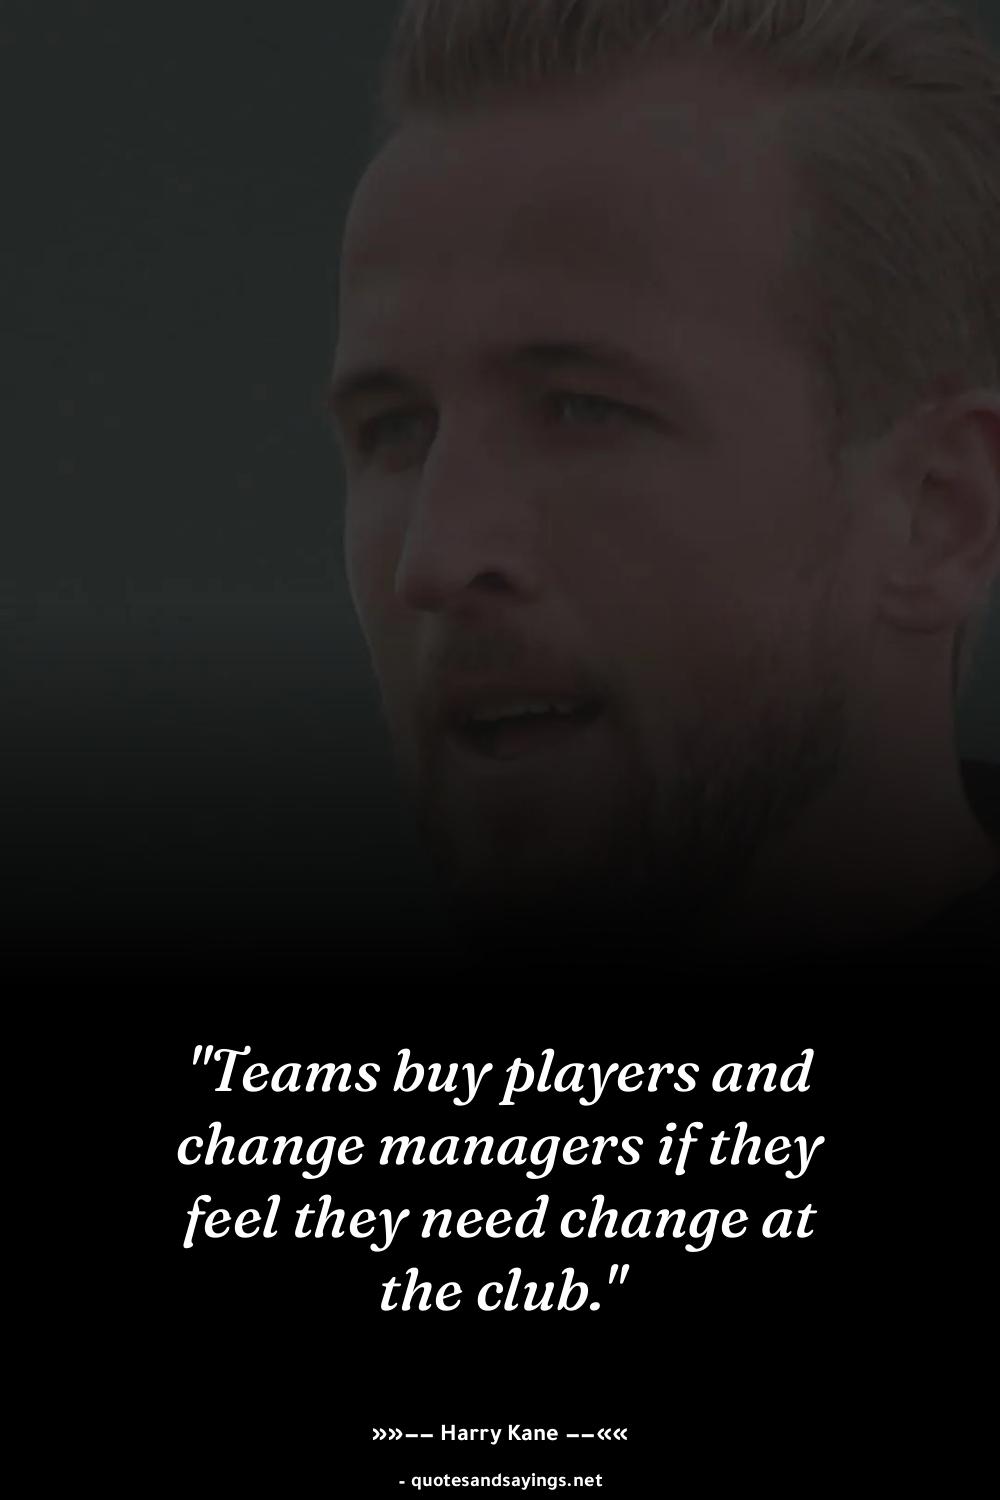 "Teams buy players and
change managers if they
feel they need change at
the club."
»»−− Harry Kane −−««
- quotesandsayings.net